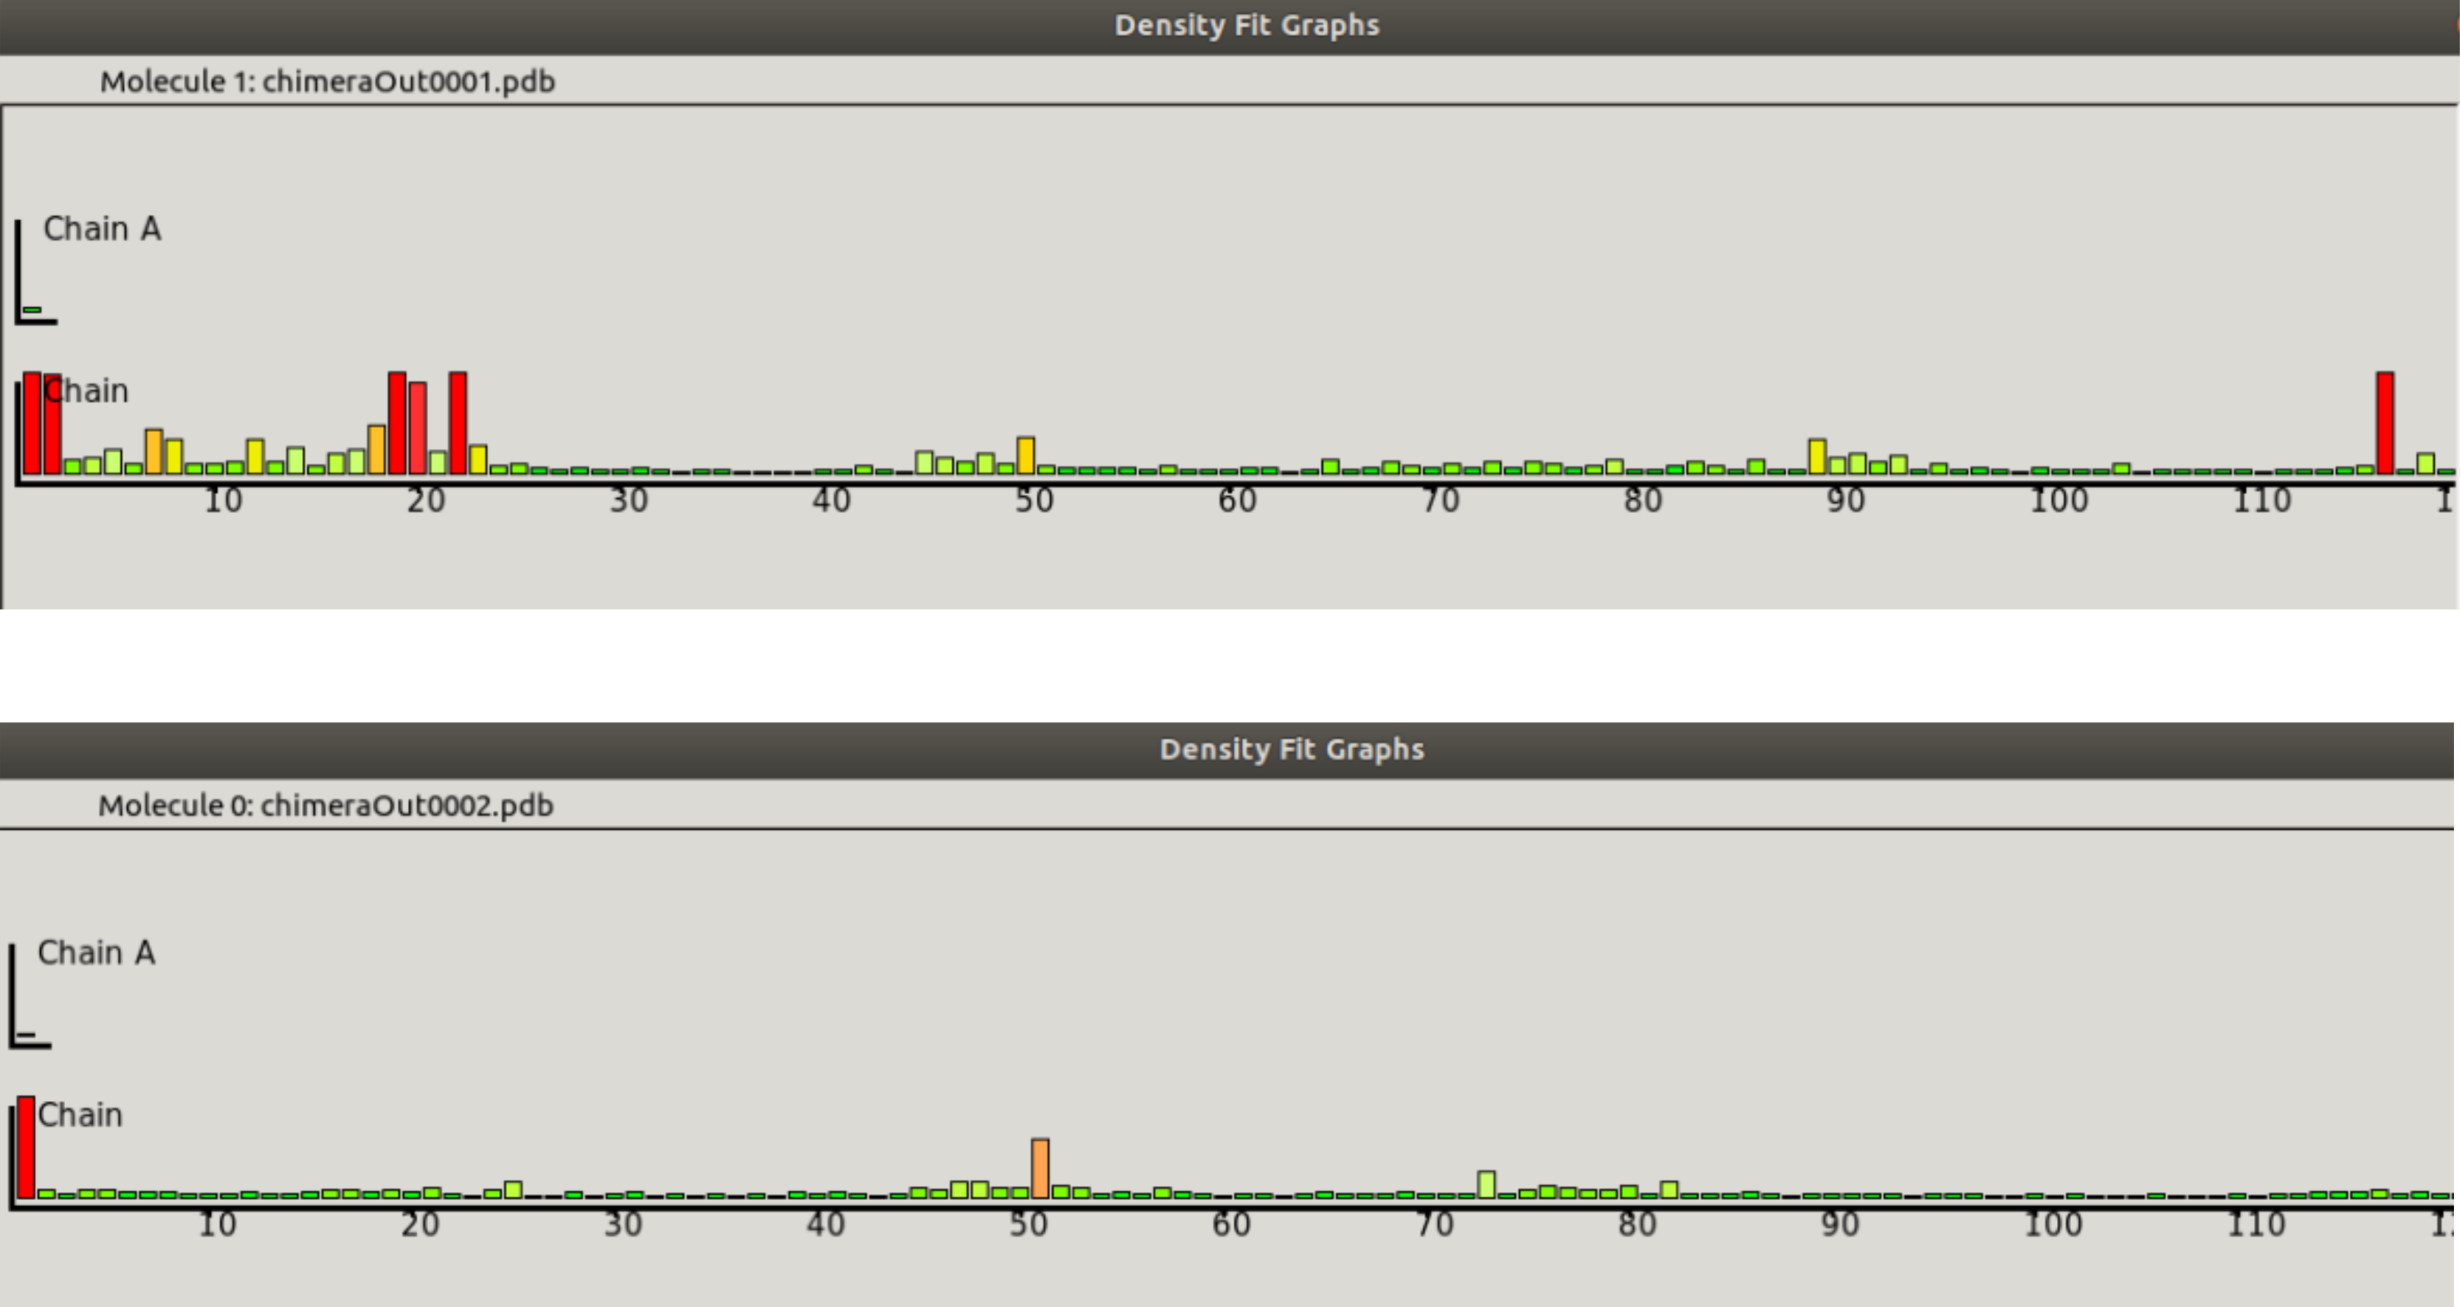 Density Fit Graphs
Molecule 1: chimeraOut0001.pdb
Chain A
Chain
10 20 30 40 50 60 70 80 90 100 110 1
Density Fit Graphs
Molecule 0: chimeraOut0002.pdb
Chain A
Chain
10 20 30 40 50 60 70 80 90 100 110